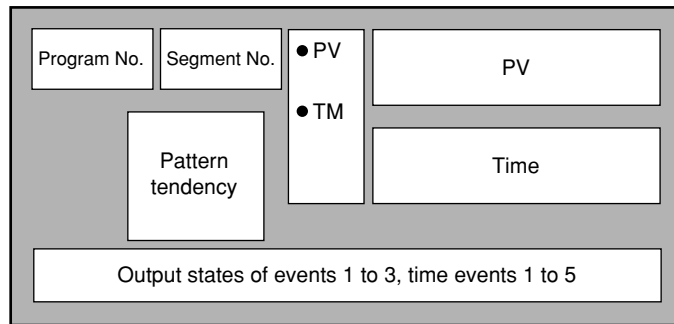 Program No.
Segment No.
● PV
● TM
PV
Time
Pattern
tendency
Output states of events 1 to 3, time events 1 to 5